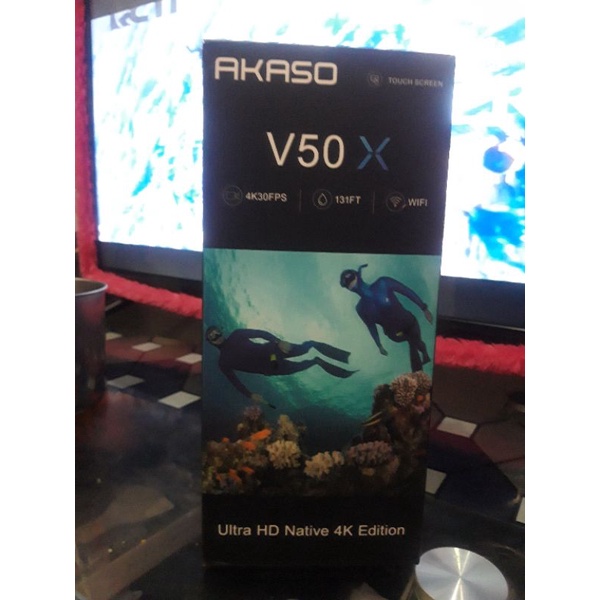 AKASO
TOUCH SCREEN
V50 X
4K30FPS
131FT
WIFI
Ultra HD Native 4K Edition